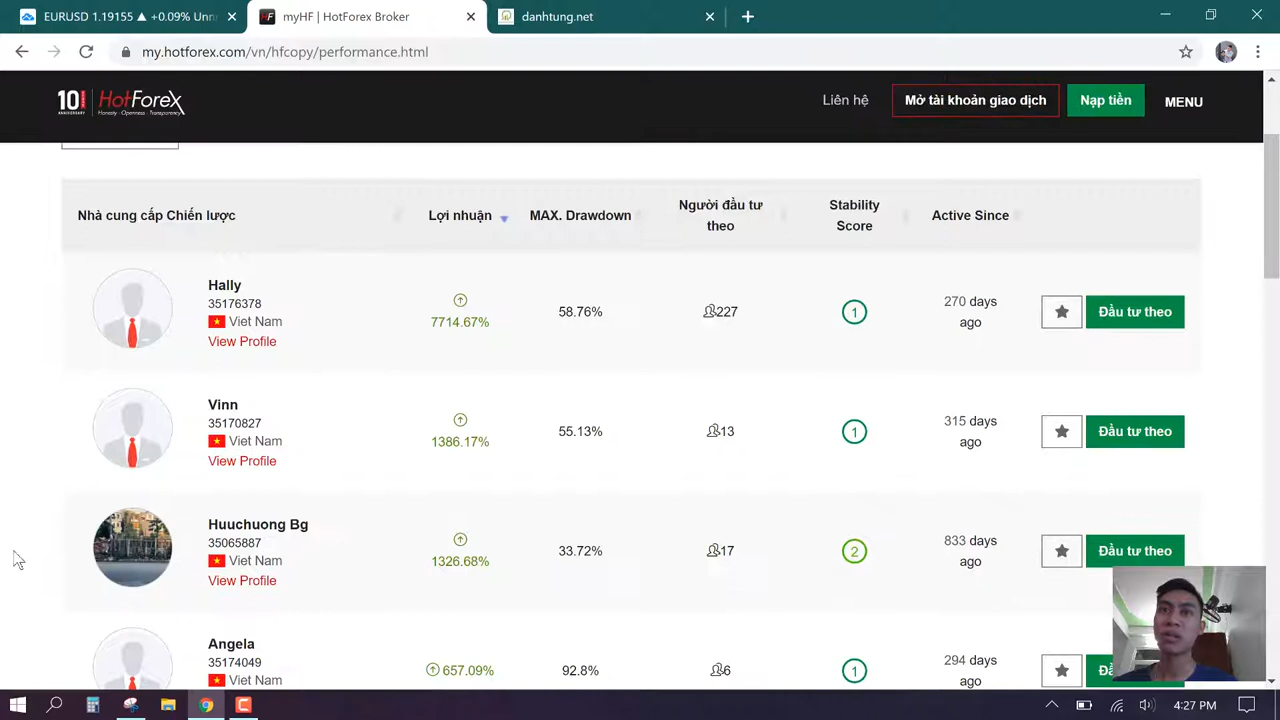 EURUSD 1.19155 ▲ +0.09% Unn
myHF | HotForex Broker
danhtung.net
my.hotforex.com/vn/hfcopy/performance.html
10 HotForex
ANNIVERSARY
Honesty - Openness - Transparency
Liên hệ
Mở tài khoản giao dịch
Nạp tiền
MENU
Nhà cung cấp Chiến lược
Lợi nhuận
MAX. Drawdown
Người đầu tư
theo
Stability
Score
Active Since
Hally
35176378
Viet Nam
View Profile
7714.67%
58.76%
227
1
270 days
ago
Đầu tư theo
Vinn
35170827
Viet Nam
View Profile
1386.17%
55.13%
13
1
315 days
ago
Đầu tư theo
Huuchuong Bg
35065887
Viet Nam
View Profile
1326.68%
33.72%
17
2
833 days
ago
Đầu tư theo
Angela
35174049
Viet Nam
657.09%
92.8%
6
1
294 days
ago
4:27 PM